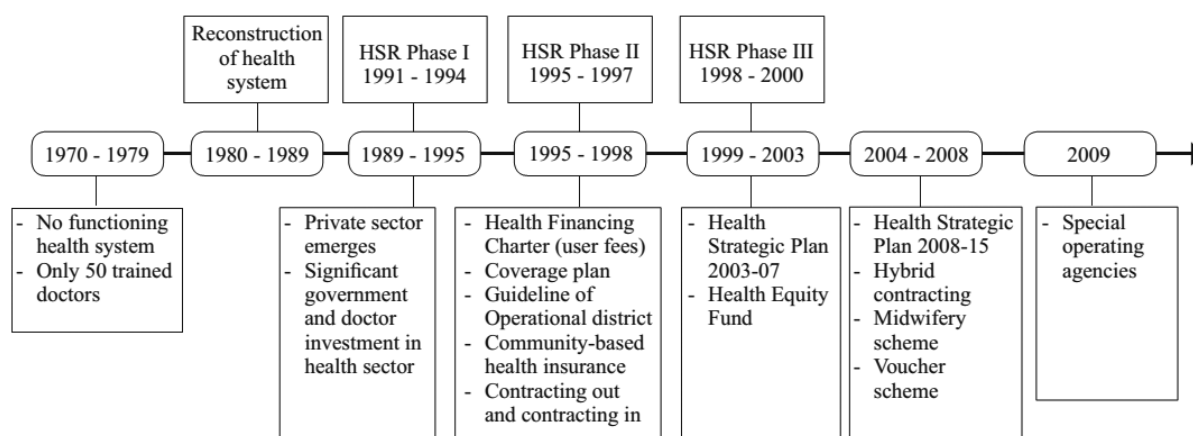 Reconstruction
of health
system
HSR Phase I
1991 - 1994
HSR Phase II
1995 - 1997
HSR Phase III
1998 - 2000
1970 - 1979
1980 - 1989
1989 - 1995
1995 - 1998
1999 - 2003
2004 - 2008
2009
- No functioning
health system
- Only 50 trained
doctors
- Private sector
emerges
- Significant
government
and doctor
investment in
health sector
- Health Financing
Charter (user fees)
- Coverage plan
- Guideline of
Operational district
- Community-based
health insurance
- Contracting out
and contracting in
- Health
Strategic Plan
2003-07
- Health Equity
Fund
- Health Strategic
Plan 2008-15
- Hybrid
contracting
- Midwifery
scheme
- Voucher
scheme
- Special
operating
agencies